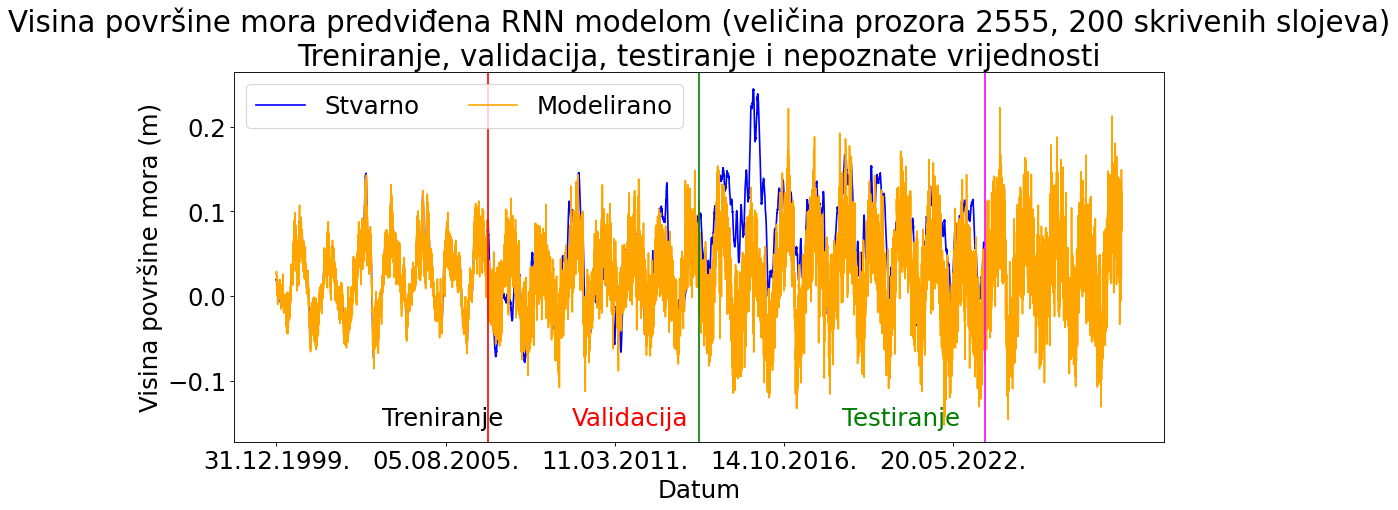 Visina površine mora predviđena RNN modelom (veličina prozora 2555, 200 skrivenih slojeva)
Treniranje, validacija, testiranje i nepoznate vrijednosti
Stvarno Modelirano
Visina površine mora (m)
0.2
0.1
0.0
−0.1
Treniranje Validacija Testiranje
31.12.1999. 05.08.2005. 11.03.2011. 14.10.2016. 20.05.2022.
Datum